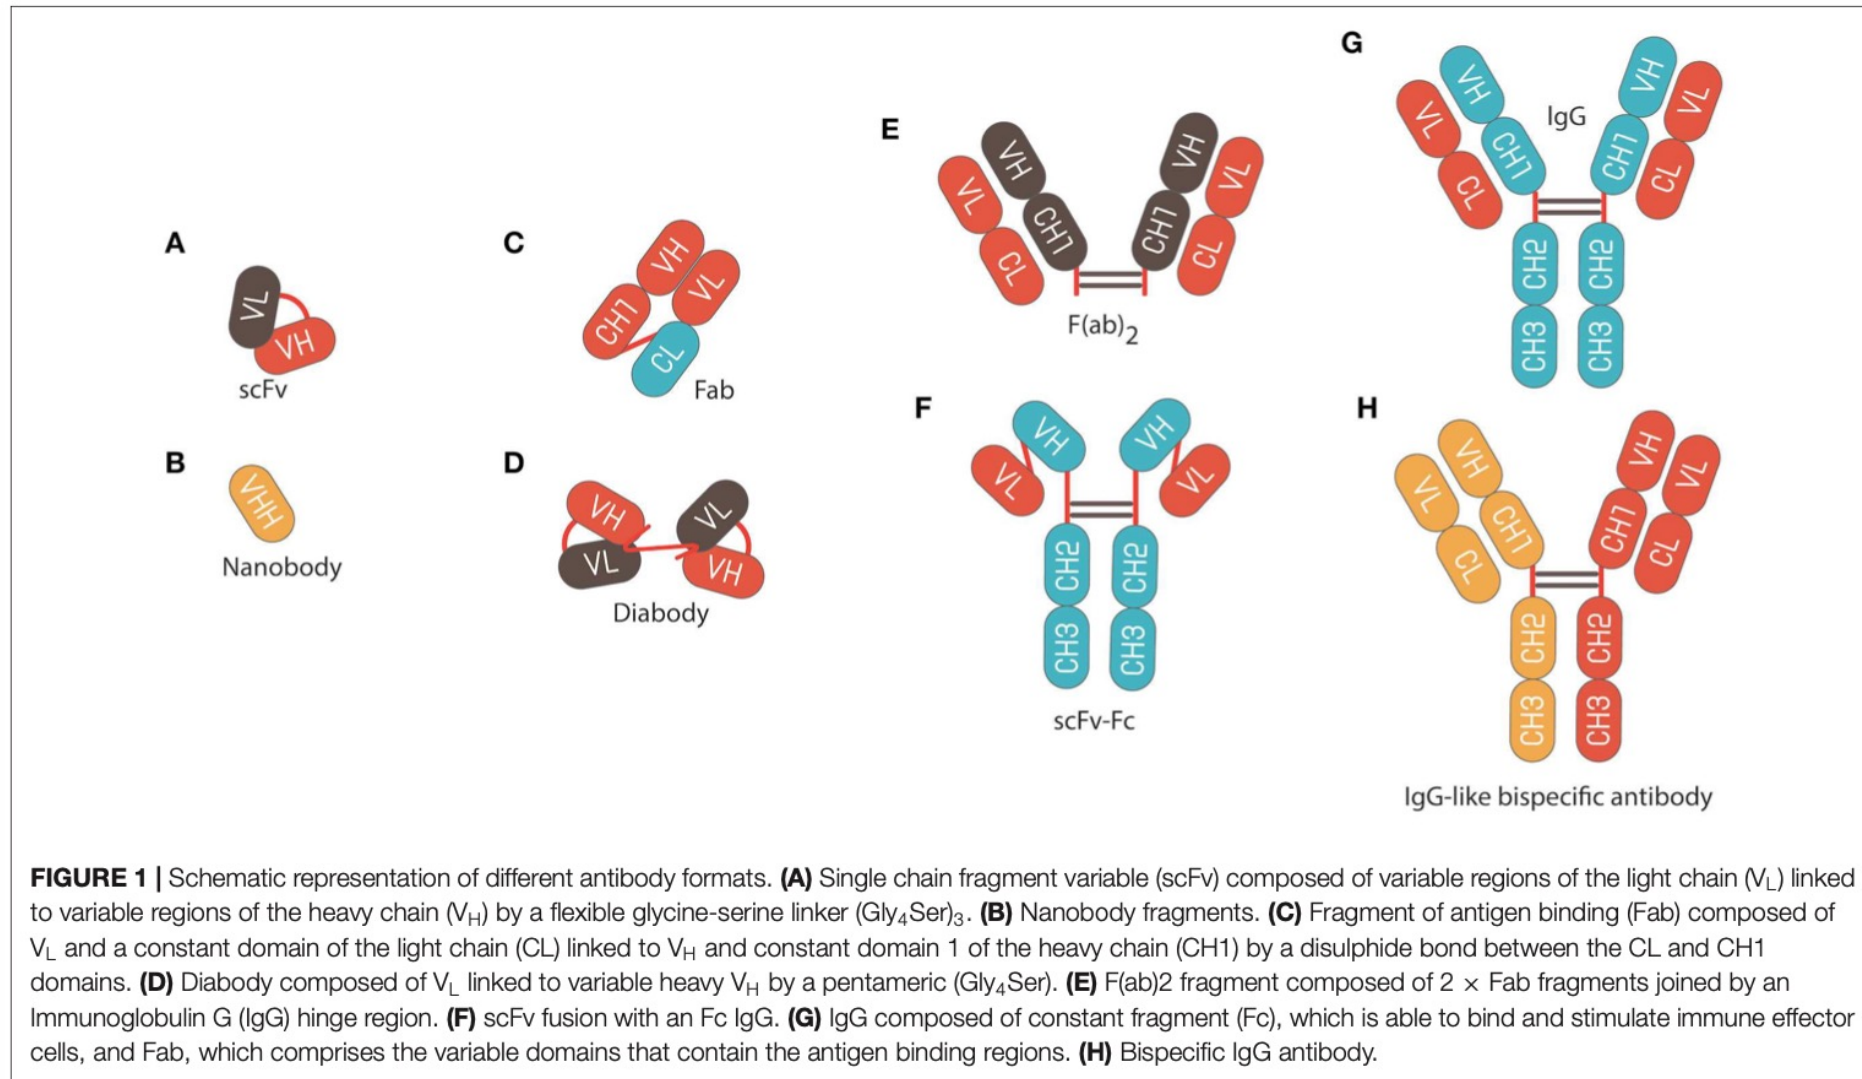 A
VL
VH
scFv
B
VHH
Nanobody
C
VH
VL
CH1
CL
Fab
D
VH
VL
VL
VH
Diabody
E
VH
VL
CH1
CL
VH
VL
CH1
CL
F(ab)2
F
VH
VL
VH
VL
CH2
CH2
CH3
CH3
scFv-Fc
G
VH
VL
CH1
CL
IgG
VH
VL
CH1
CL
CH2
CH2
CH3
CH3
H
VH
VL
CH1
CL
VH
VL
CH1
CL
CH2
CH2
CH3
CH3
IgG-like bispecific antibody
FIGURE 1 | Schematic representation of different antibody formats. (A) Single chain fragment variable (scFv) composed of variable regions of the light chain (VL) linked
to variable regions of the heavy chain (VH) by a flexible glycine-serine linker (Gly4Ser)3. (B) Nanobody fragments. (C) Fragment of antigen binding (Fab) composed of
VL and a constant domain of the light chain (CL) linked to VH and constant domain 1 of the heavy chain (CH1) by a disulphide bond between the CL and CH1
domains. (D) Diabody composed of VL linked to variable heavy VH by a pentameric (Gly4Ser). (E) F(ab)2 fragment composed of 2 × Fab fragments joined by an
Immunoglobulin G (IgG) hinge region. (F) scFv fusion with an Fc IgG. (G) IgG composed of constant fragment (Fc), which is able to bind and stimulate immune effector
cells, and Fab, which comprises the variable domains that contain the antigen binding regions. (H) Bispecific IgG antibody.